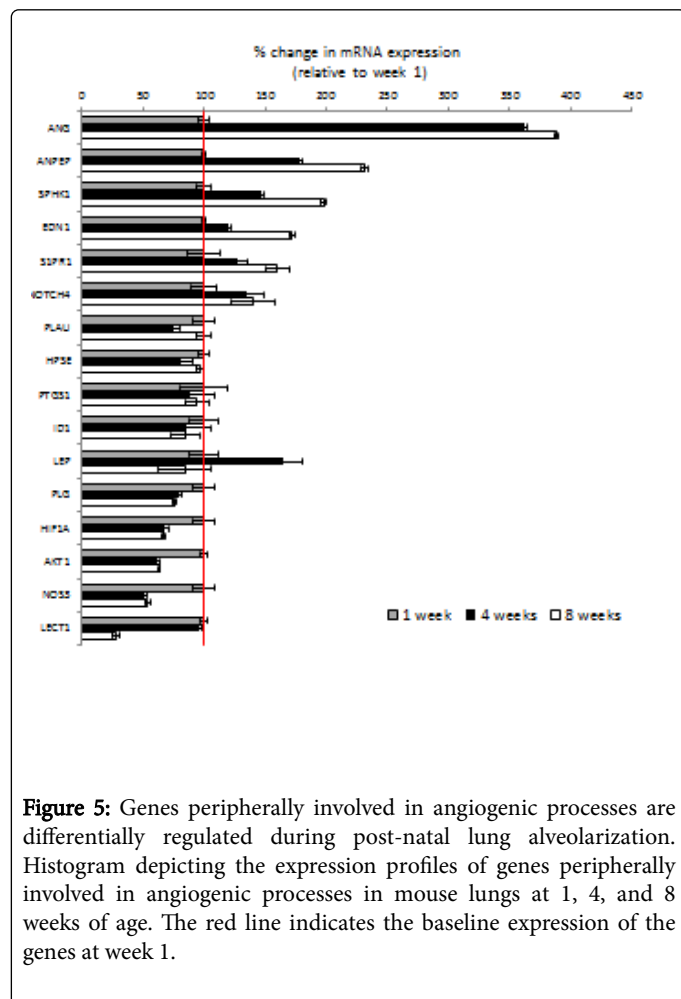 % change in mRNA expression
(relative to week 1)
0 50 100 150 200 250 300 350 400 450
ANG
ANPEP
SPHK1
EDN1
S1PR1
NOTCH4
PLAU
HPSE
PTGS1
ID1
LEP
PLG
HIF1A
AKT1
NOS3
LECT1
1 week 4 weeks 8 weeks
Figure 5: Genes peripherally involved in angiogenic processes are
differentially regulated during post-natal lung alveolarization.
Histogram depicting the expression profiles of genes peripherally
involved in angiogenic processes in mouse lungs at 1, 4, and 8
weeks of age. The red line indicates the baseline expression of the
genes at week 1.